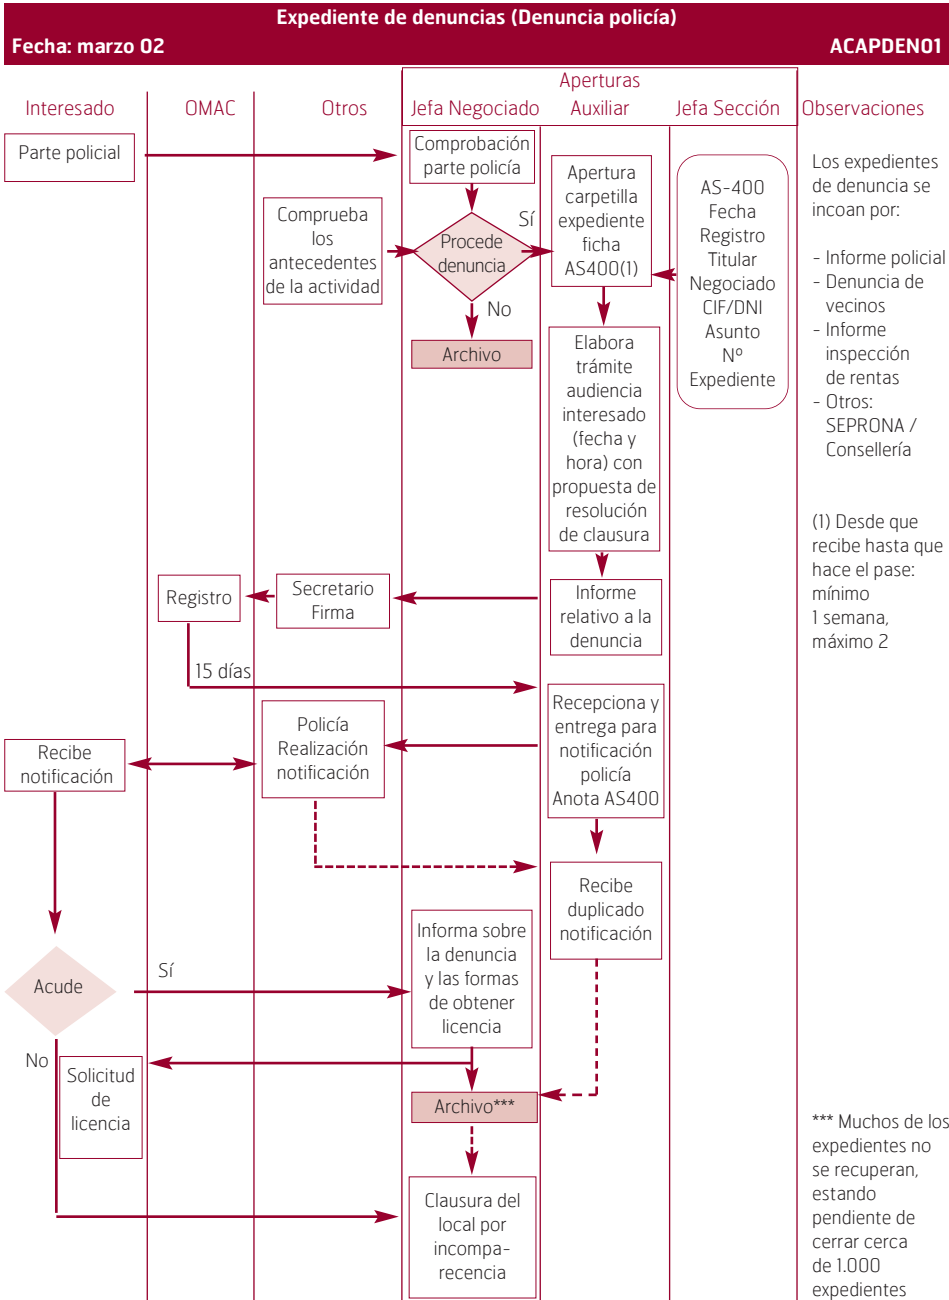 Expediente de denuncias (Denuncia policía)
Fecha: marzo 02
ACAPDEN01
Aperturas
Interesado
OMAC
Otros
Jefa Negociado
Auxiliar
Jefa Sección
Observaciones
Parte policial
Comprobación
parte policía
Comprueba
los
antecedentes
de la actividad
Procede
denuncia
Sí
No
Archivo
Apertura
carpetilla
expediente
ficha
AS400(1)
AS-400
Fecha
Registro
Titular
Negociado
CIF/DNI
Asunto
Nº
Expediente
Los expedientes
de denuncia se
incoan por:
- Informe policial
- Denuncia de
vecinos
- Informe
inspección
de rentas
- Otros:
SEPRONA /
Consellería
Elabora
trámite
audiencia
interesado
(fecha y
hora) con
propuesta de
resolución
de clausura
(1) Desde que
recibe hasta que
hace el pase:
mínimo
1 semana,
máximo 2
Registro
Secretario
Firma
Informe
relativo a la
denuncia
15 días
Recepciona y
entrega para
notificación
policía
Anota AS400
Policía
Realización
notificación
Recibe
notificación
Recibe
duplicado
notificación
Acude
Sí
No
Informa sobre
la denuncia
y las formas
de obtener
licencia
Solicitud
de
licencia
Archivo***
Clausura del
local por
incompa-
recencia
*** Muchos de los
expedientes no
se recuperan,
estando
pendiente de
cerrar cerca
de 1.000
expedientes